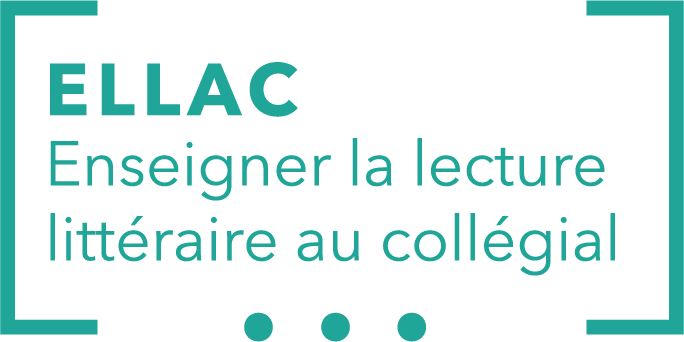 ELLAC
Enseigner la lecture
littéraire au collégial